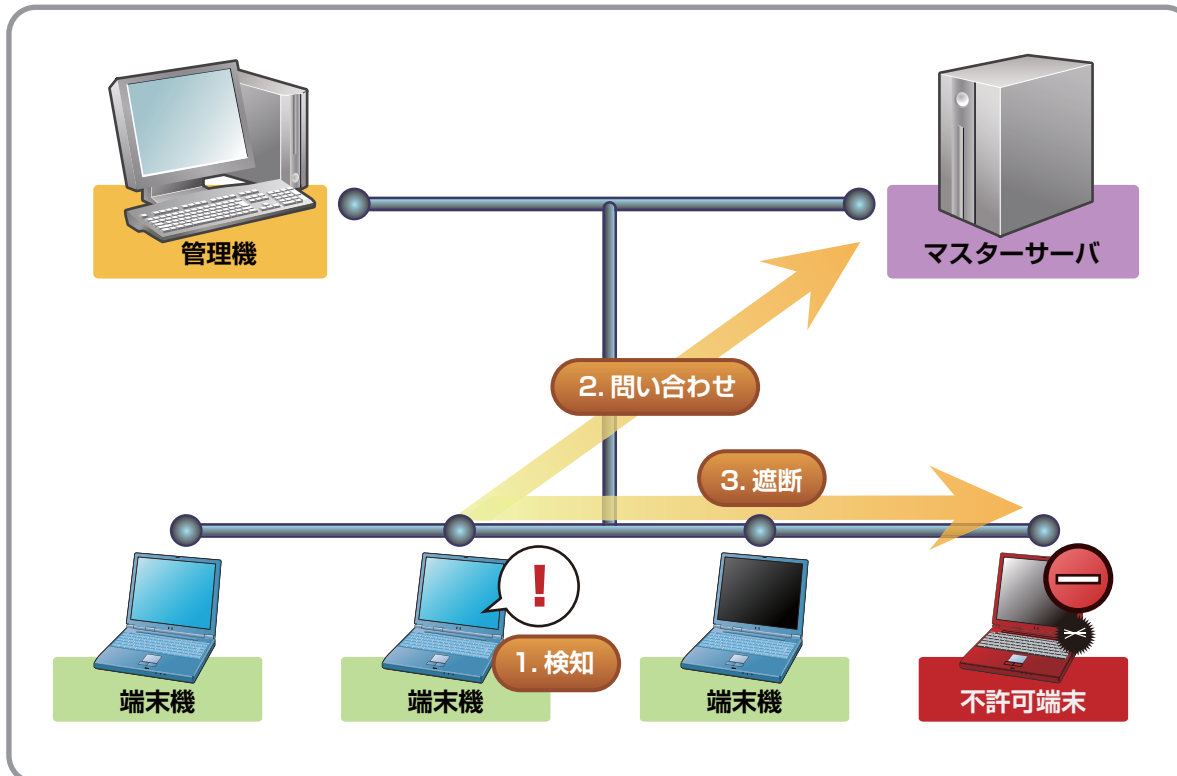 管理機
マスターサーバ
2. 問い合わせ
3. 遮断
!
1. 検知
端末機
端末機
端末機
不許可端末